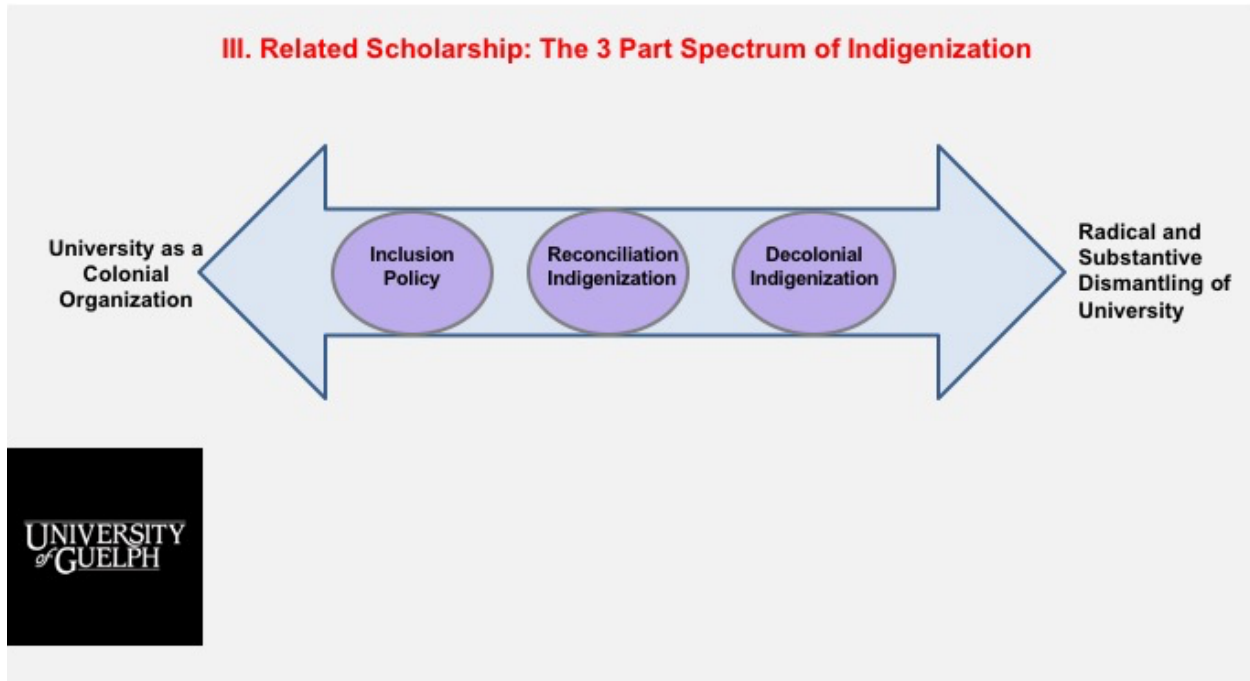 III. Related Scholarship: The 3 Part Spectrum of Indigenization
University as a
Colonial
Organization
Inclusion
Policy
Reconciliation
Indigenization
Decolonial
Indigenization
Radical and
Substantive
Dismantling of
University
UNIVERSITY
of GUELPH